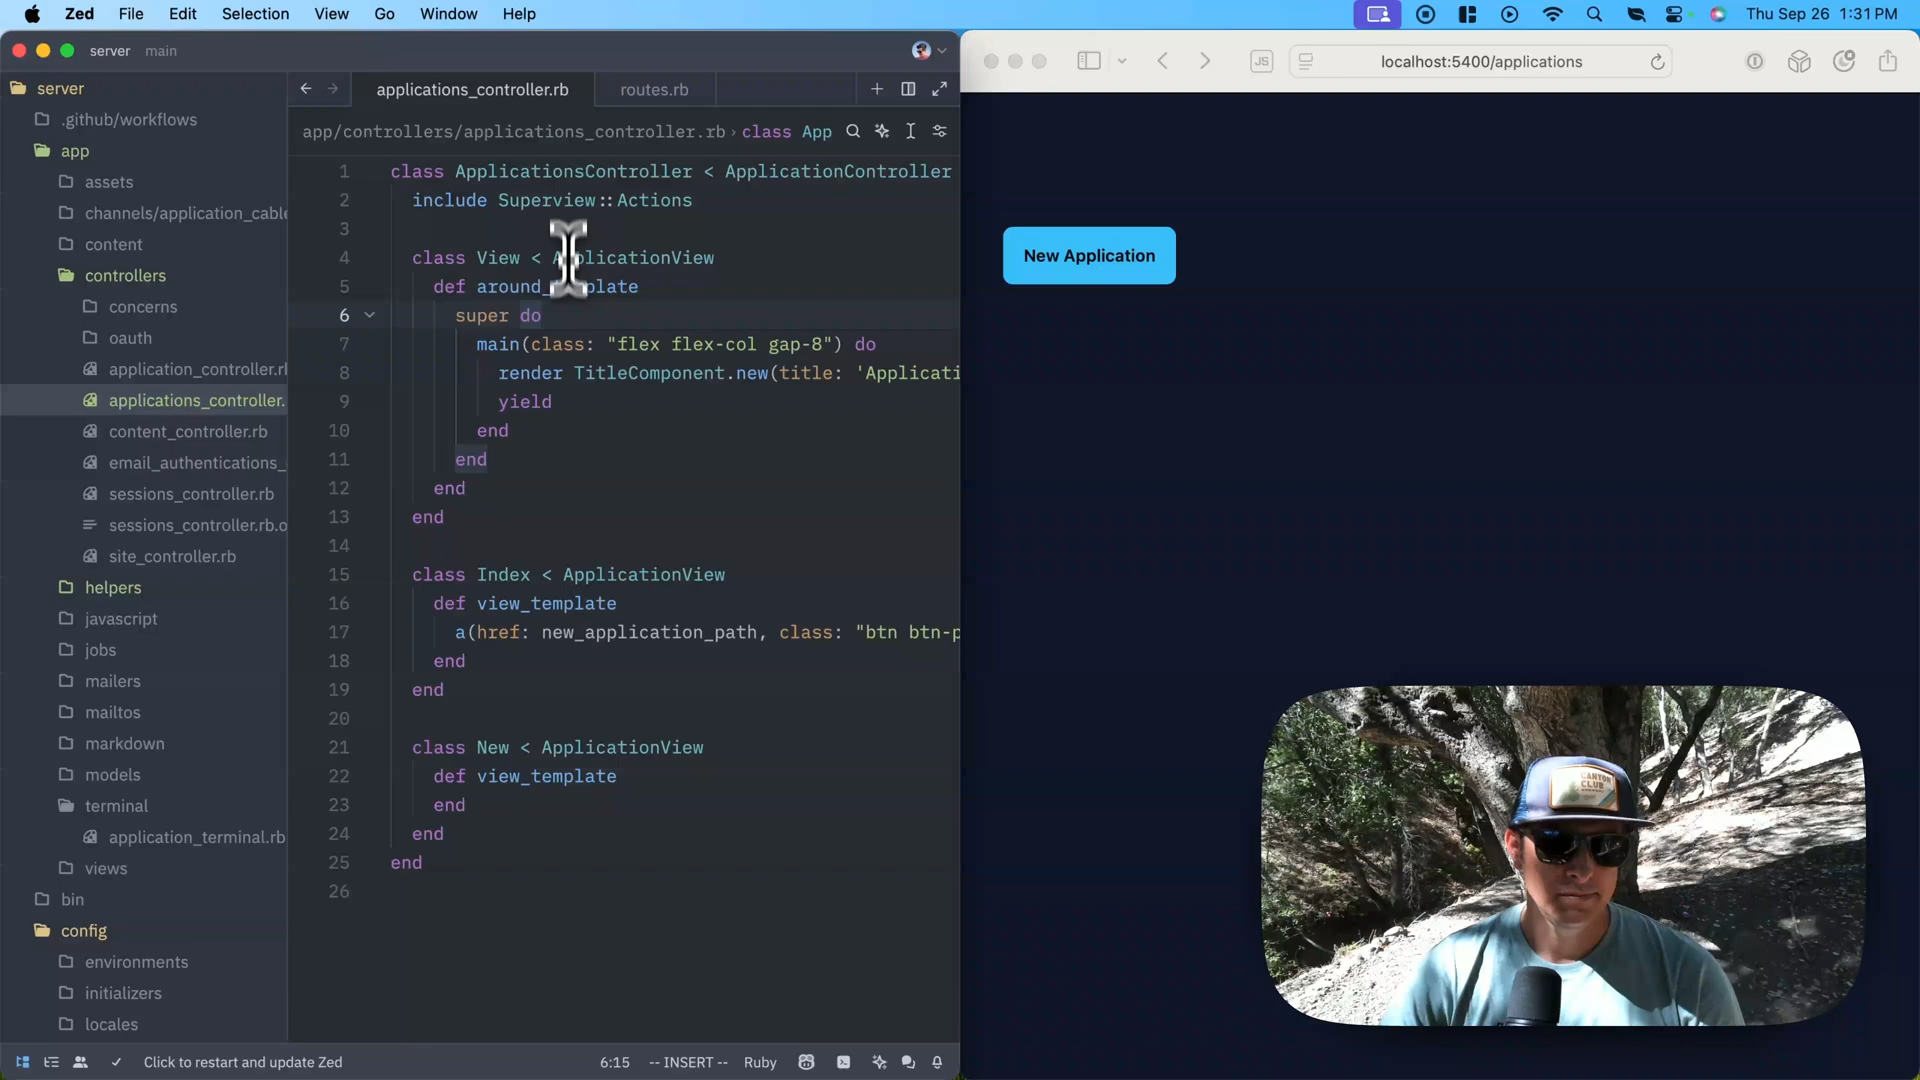 Zed File Edit Selection View Go Window Help
Thu Sep 26 1:31 PM
server main
server
.github/workflows
app
assets
channels/application_cable
content
controllers
concerns
oauth
application_controller.r
applications_controller.
content_controller.rb
email_authentications_
sessions_controller.rb
sessions_controller.rb.o
site_controller.rb
helpers
javascript
jobs
mailers
mailtos
markdown
models
terminal
application_terminal.rb
views
bin
config
environments
initializers
locales
applications_controller.rb
routes.rb
app/controllers/applications_controller.rb › class App
1 class ApplicationsController < ApplicationController
2 include Superview::Actions
3
4 class View < ApplicationView
5 def around_template
6 super do
7 main(class: "flex flex-col gap-8") do
8 render TitleComponent.new(title: 'Applicati
9 yield
10 end
11 end
12 end
13 end
14
15 class Index < ApplicationView
16 def view_template
17 a(href: new_application_path, class: "btn btn-p
18 end
19 end
20
21 class New < ApplicationView
22 def view_template
23 end
24 end
25 end
26
Click to restart and update Zed
6:15 -- INSERT -- Ruby
JS
localhost:5400/applications
New Application
CANYON
CLUB